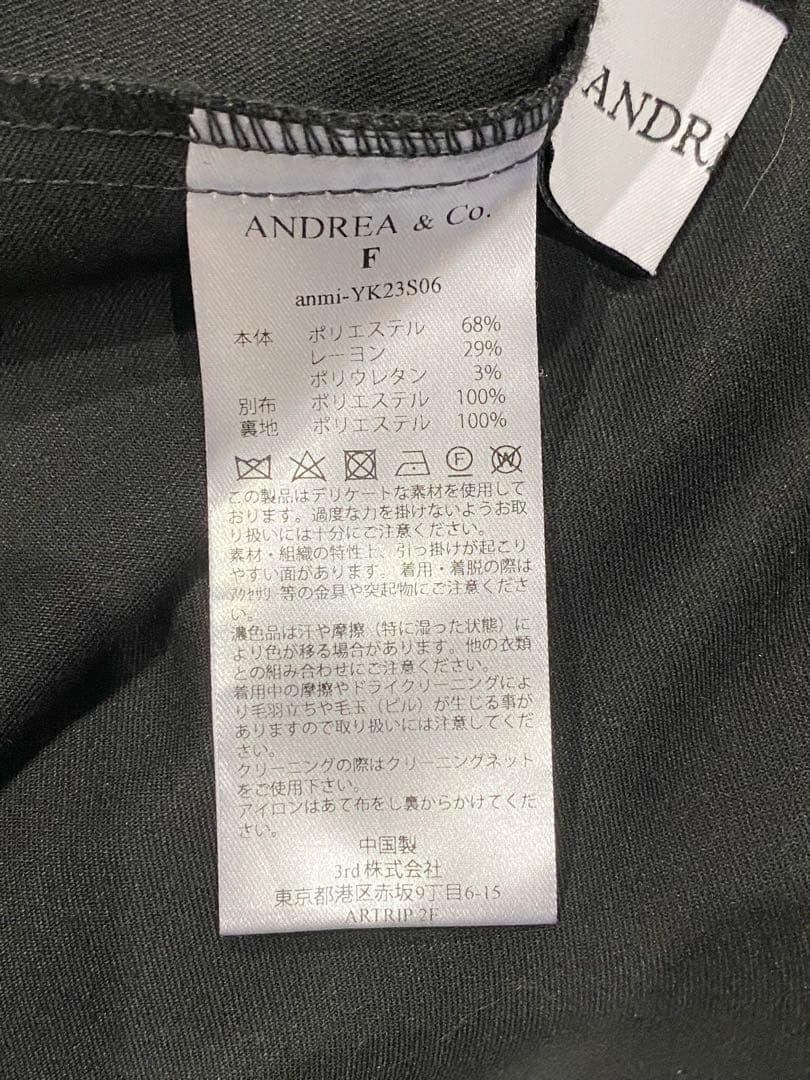 ANDR
ANDREA & Co.
F
anmi-YK23S06
本体 ポリエステル 68%
レーヨン 29%
ポリウレタン 3%
別布 ポリエステル 100%
裏地 ポリエステル 100%
F W
この製品はデリケートな素材を使用して
おります。過度な力を掛けないようお取
り扱いには十分にご注意ください。
素材・組織の特性上、引っ掛けが起こり
やすい面があります。着用・着脱の際は
アクセサリ等の金具や突起物にご注意くださ
い。
濃色品は汗や摩擦（特に湿った状態）に
より色が移る場合があります。他の衣類
との組み合わせにご注意ください。
着用中の摩擦やドライクリーニングによ
り毛羽立ちや毛玉（ピル）が生じる事が
ありますので取り扱いには注意してくだ
さい。
クリーニングの際はクリーニングネット
をご使用下さい。
アイロンはあて布をし裏からかけてくだ
さい。
中国製
3rd株式会社
東京都港区赤坂9丁目6-15
ARTRIP 2F